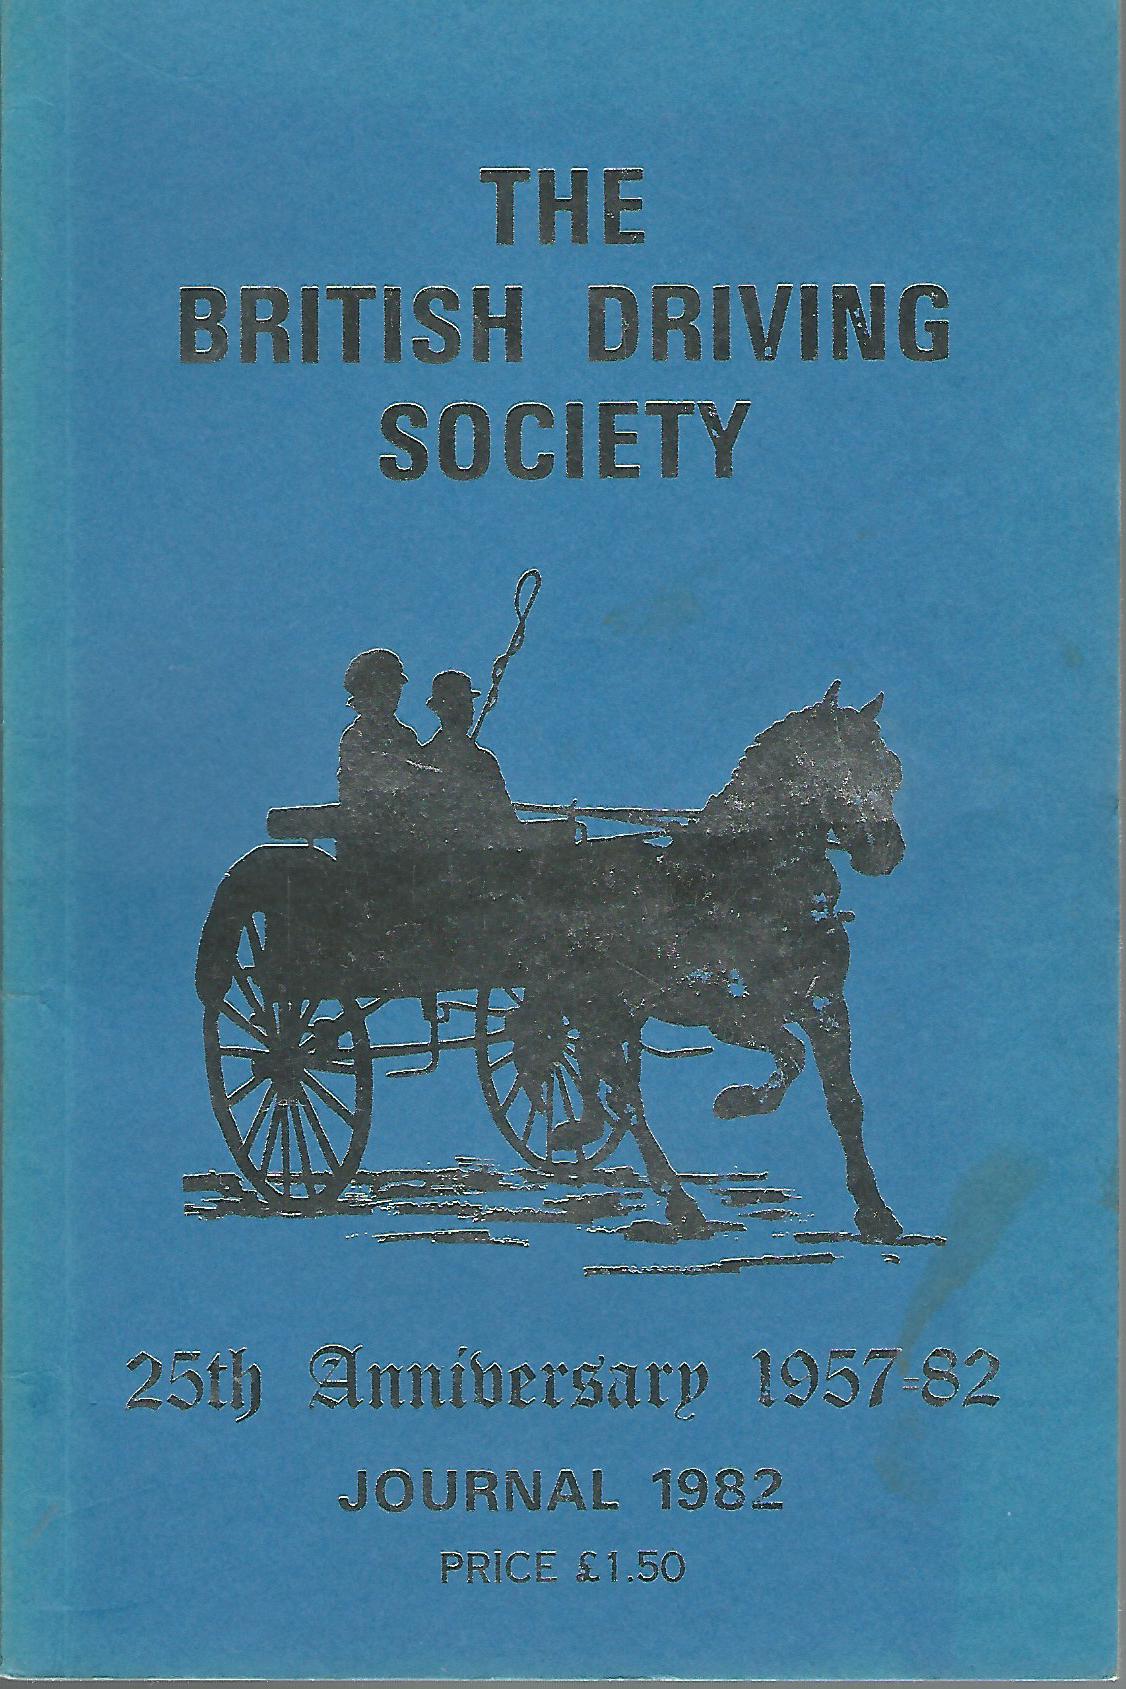 THE
BRITISH DRIVING
SOCIETY
25th Anniversary 1957-82
JOURNAL 1982
PRICE £1.50